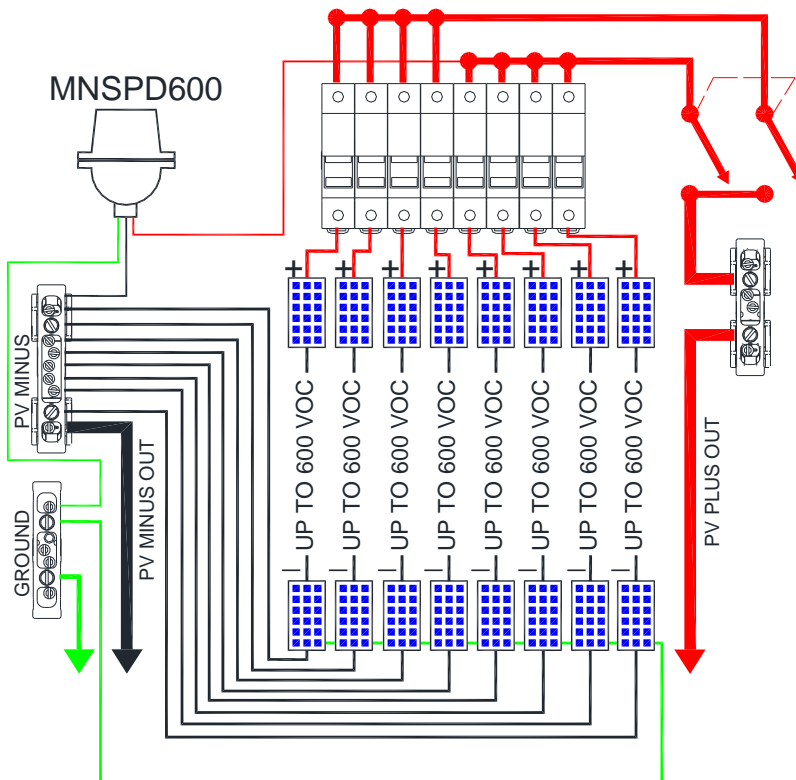 MNSPD600
+ + + + + + + +
PV MINUS
UP TO 600 VOC
UP TO 600 VOC
UP TO 600 VOC
UP TO 600 VOC
UP TO 600 VOC
UP TO 600 VOC
UP TO 600 VOC
UP TO 600 VOC
PV PLUS OUT
PV MINUS OUT
GROUND
– – – – – – – –